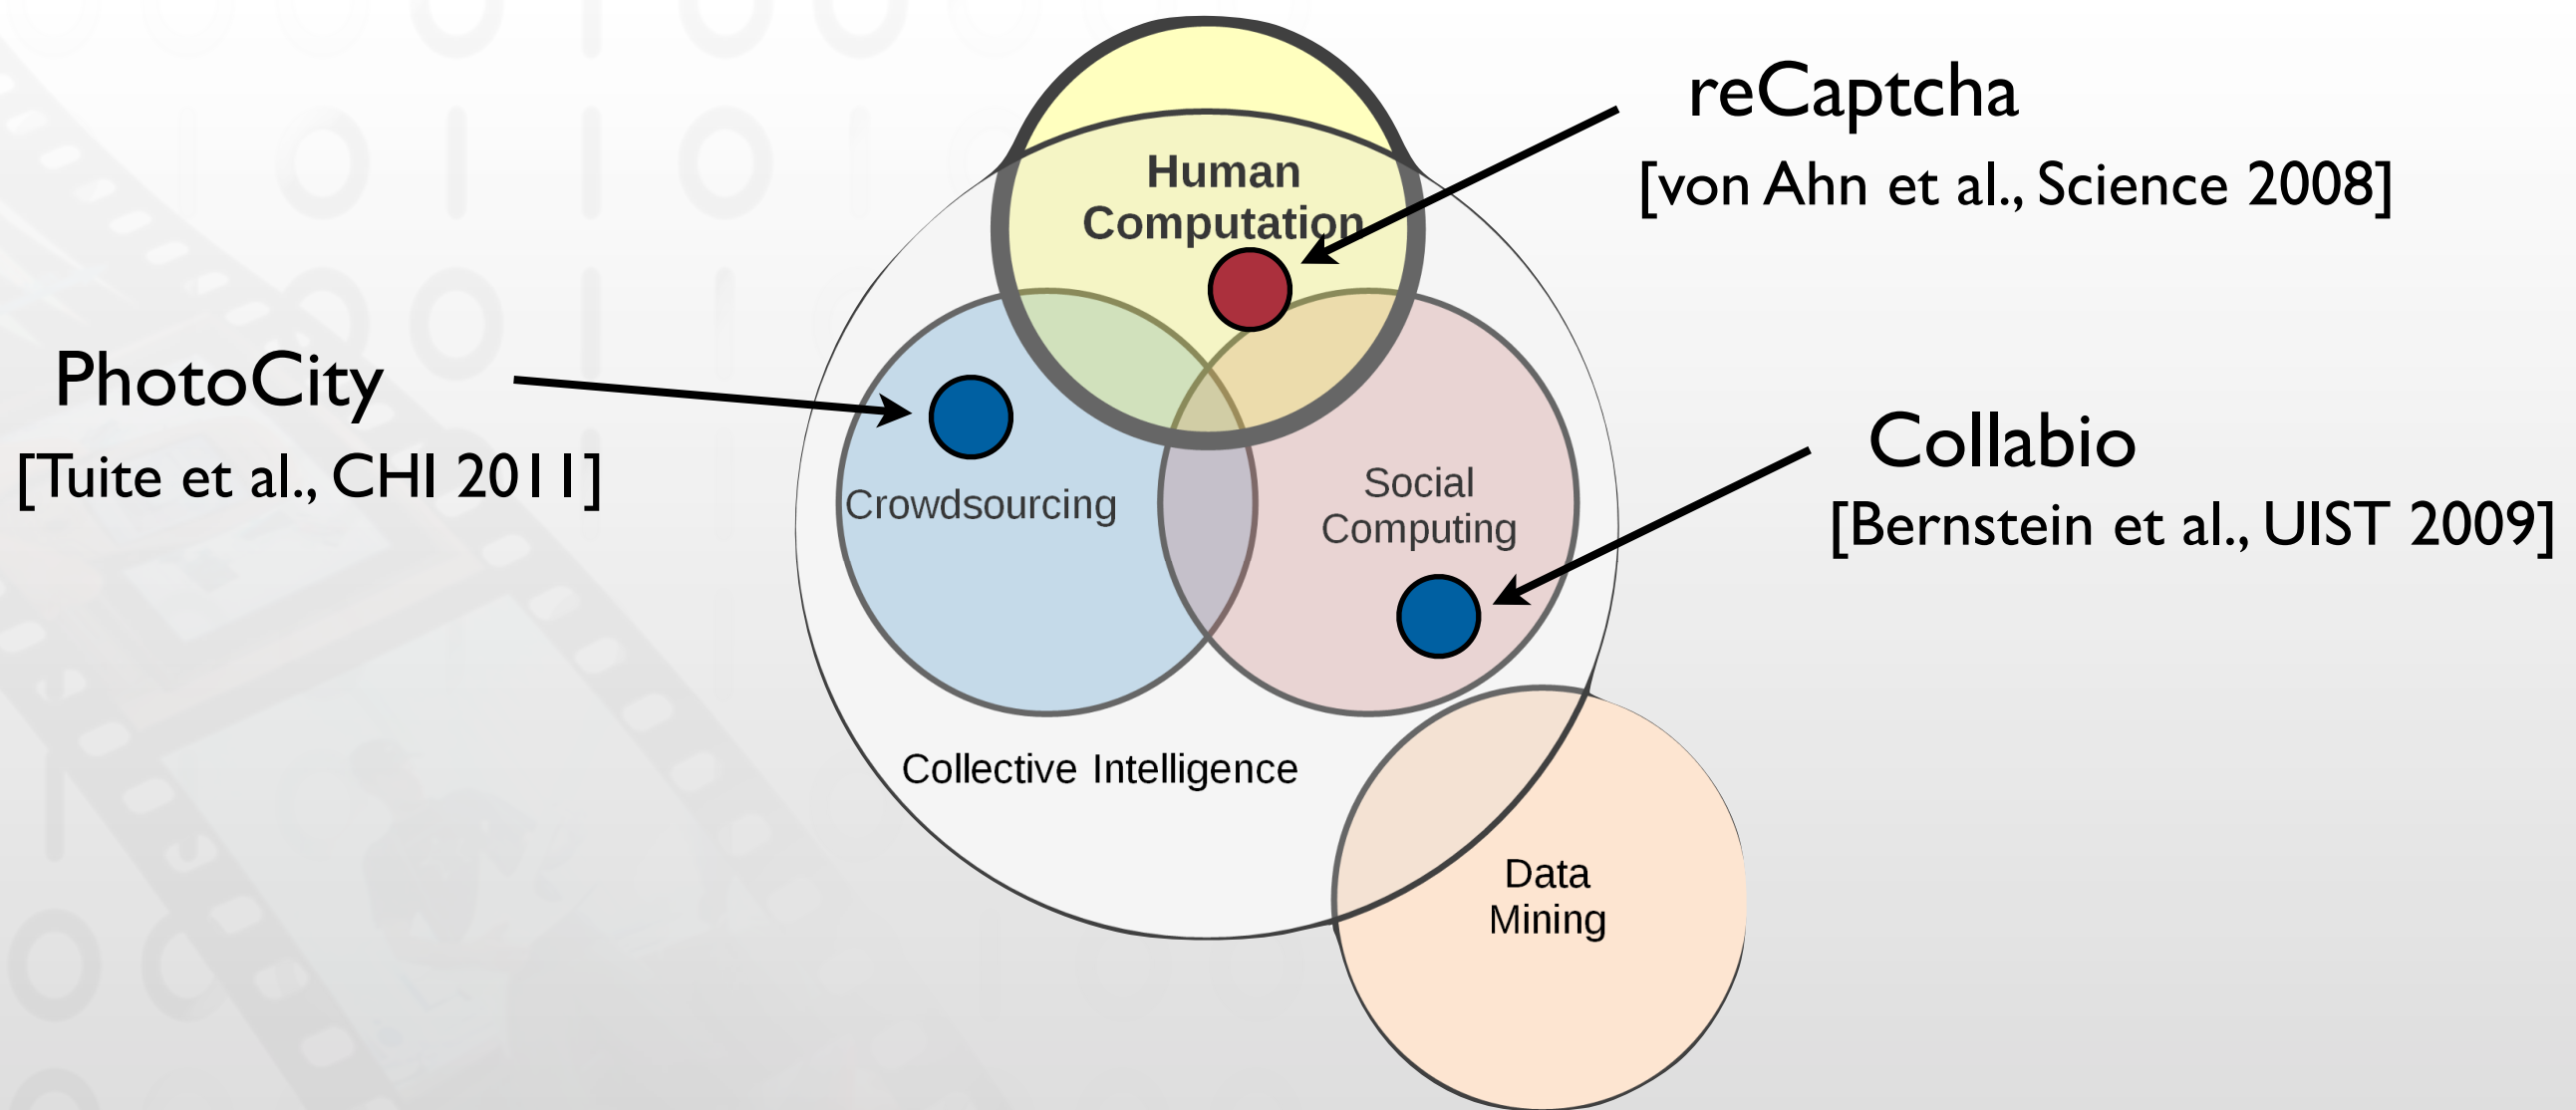 reCaptcha
[von Ahn et al., Science 2008]
Human
Computation
PhotoCity
[Tuite et al., CHI 2011]
Crowdsourcing
Social
Computing
Collabio
[Bernstein et al., UIST 2009]
Collective Intelligence
Data
Mining